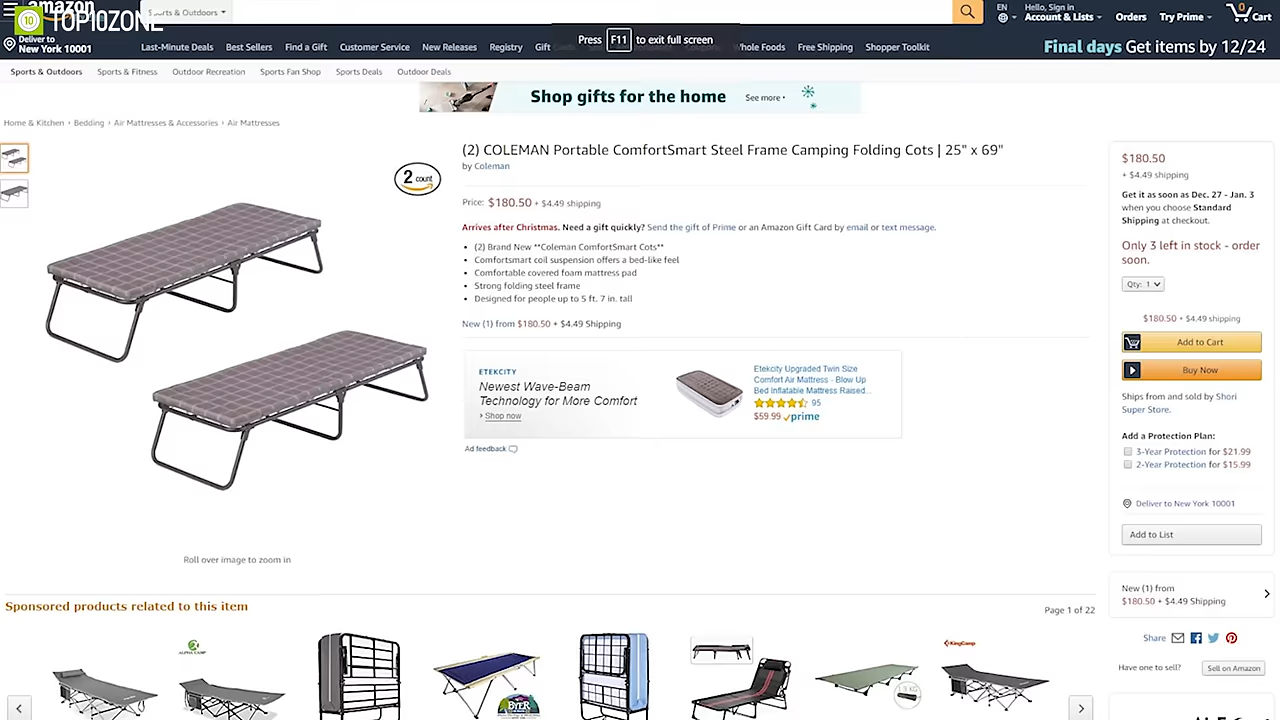 amazon
Sports & Outdoors
10 TOP10ZONE
EN
Hello, Sign in
Account & Lists
Orders
Try Prime
0
Cart
Deliver to
New York 10001
Last-Minute Deals
Best Sellers
Find a Gift
Customer Service
New Releases
Registry
Gift
Press F11 to exit full screen
Whole Foods
Free Shipping
Shopper Toolkit
Final days Get items by 12/24
Sports & Outdoors
Sports & Fitness
Outdoor Recreation
Sports Fan Shop
Sports Deals
Outdoor Deals
Shop gifts for the home
See more
Home & Kitchen › Bedding › Air Mattresses & Accessories › Air Mattresses
2 count
(2) COLEMAN Portable ComfortSmart Steel Frame Camping Folding Cots | 25" x 69"
by Coleman
Price: $180.50 + $4.49 shipping
Arrives after Christmas. Need a gift quickly? Send the gift of Prime or an Amazon Gift Card by email or text message.
• (2) Brand New **Coleman ComfortSmart Cots**
• Comfortsmart coil suspension offers a bed-like feel
• Comfortable covered foam mattress pad
• Strong folding steel frame
• Designed for people up to 5 ft. 7 in. tall
New (1) from $180.50 + $4.49 Shipping
ETEKCITY
Newest Wave-Beam
Technology for More Comfort
› Shop now
Etekcity Upgraded Twin Size
Comfort Air Mattress - Blow Up
Bed Inflatable Mattress Raised...
95
$59.99 prime
Ad feedback
Roll over image to zoom in
$180.50
+ $4.49 shipping
Get it as soon as Dec. 27 - Jan. 3
when you choose Standard
Shipping at checkout.
Only 3 left in stock - order
soon.
Qty: 1
$180.50 + $4.49 shipping
Add to Cart
Buy Now
Ships from and sold by Shori
Super Store.
Add a Protection Plan:
3-Year Protection for $21.99
2-Year Protection for $15.99
Deliver to New York 10001
Add to List
New (1) from
$180.50 + $4.49 Shipping
Share
Have one to sell?
Sell on Amazon
Sponsored products related to this item
Page 1 of 22
ALPHA CAMP
BYER
KingCamp